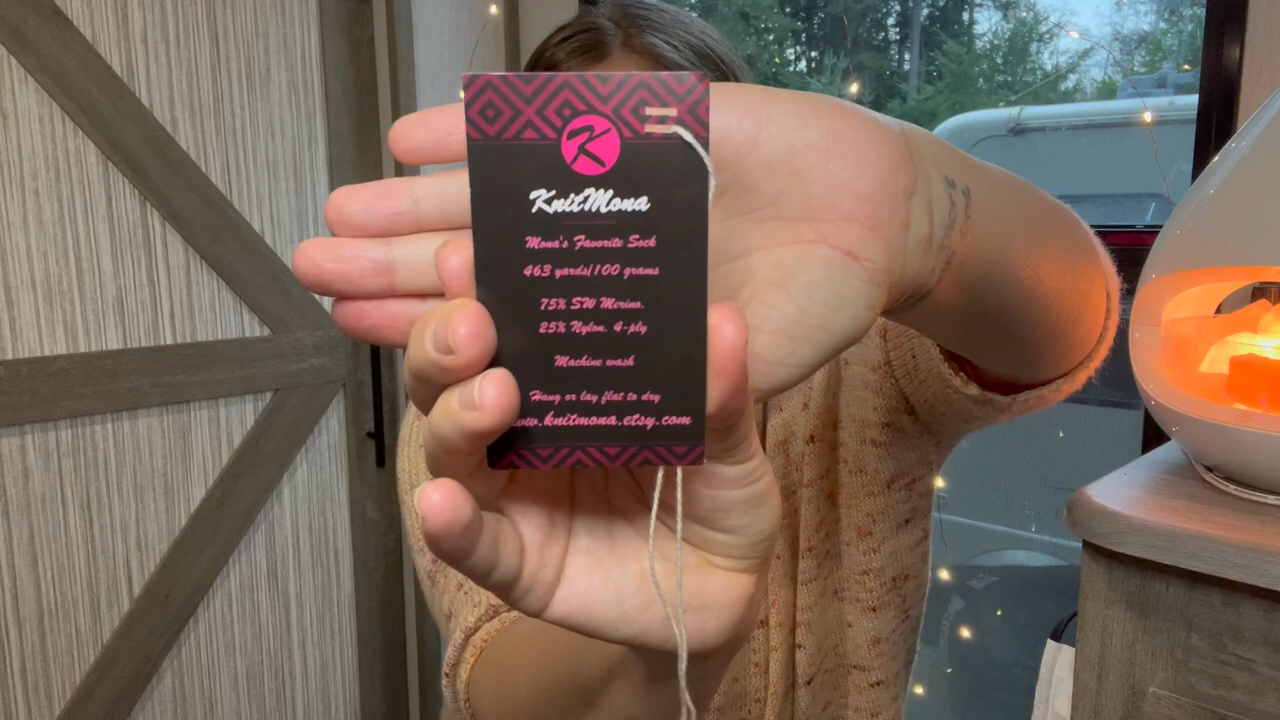 K
KnitMona
Mona's Favorite Sock
463 yards/100 grams
75% SW Merino.
25% Nylon. 4-ply
Machine wash
Hang or lay flat to dry
www.knitmona.etsy.com